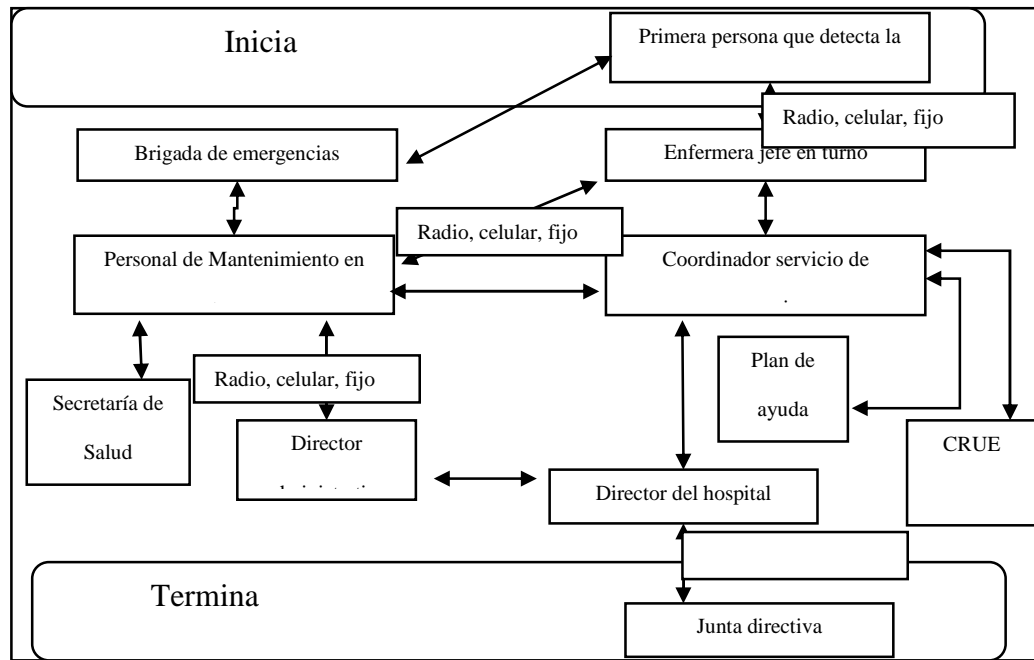 Inicia
Primera persona que detecta la
Radio, celular, fijo
Brigada de emergencias
Enfermera jefe en turno
Radio, celular, fijo
Personal de Mantenimiento en
Coordinador servicio de
Radio, celular, fijo
Plan de
ayuda
Secretaría de
Salud
Director
CRUE
Director del hospital
Termina
Junta directiva